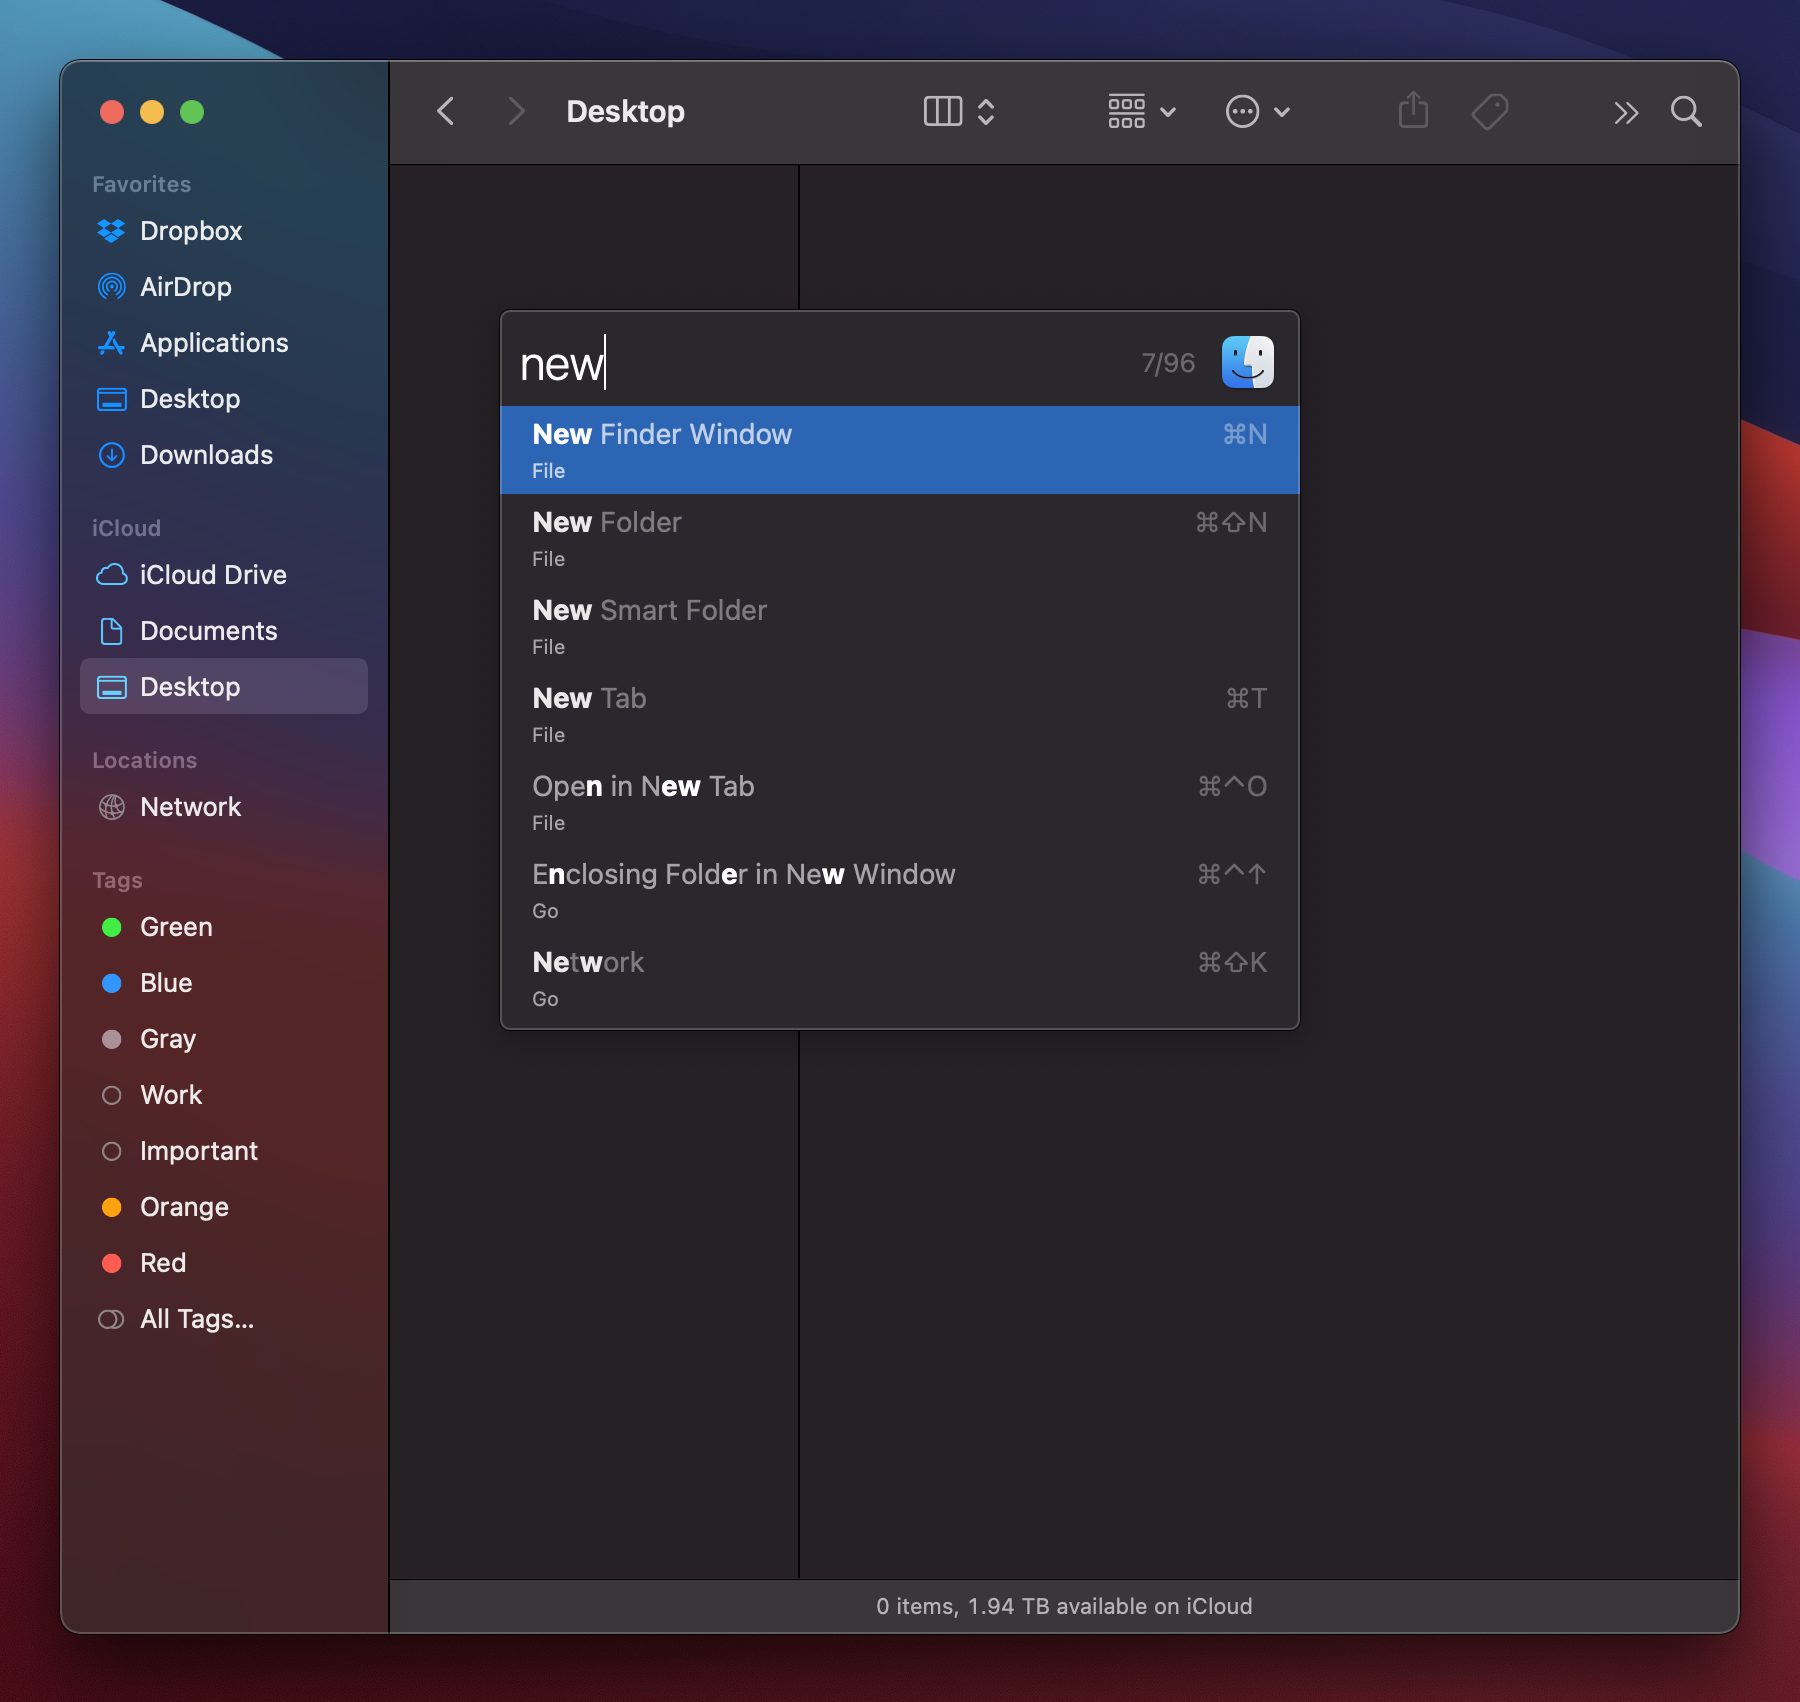 Favorites
Dropbox
AirDrop
Applications
Desktop
Downloads
iCloud
iCloud Drive
Documents
Desktop
Locations
Network
Tags
Green
Blue
Gray
Work
Important
Orange
Red
All Tags...
Desktop
new 7/96
New Finder Window ⌘N
File
New Folder ⌘⇧N
File
New Smart Folder
File
New Tab ⌘T
File
Open in New Tab ⌘^O
File
Enclosing Folder in New Window ⌘^↑
Go
Network ⌘⇧K
Go
0 items, 1.94 TB available on iCloud